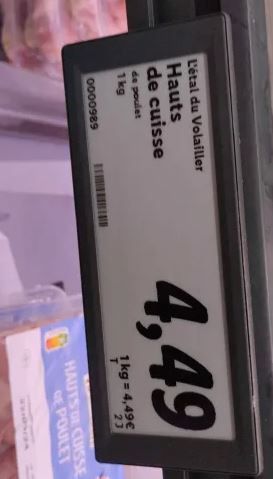 L'étal du Volailler
Hauts
de cuisse
de poulet
1 kg
0000989
4,49
1 kg = 4,49€
T 2 J
HAUTS DE CUISSE
DE POULET